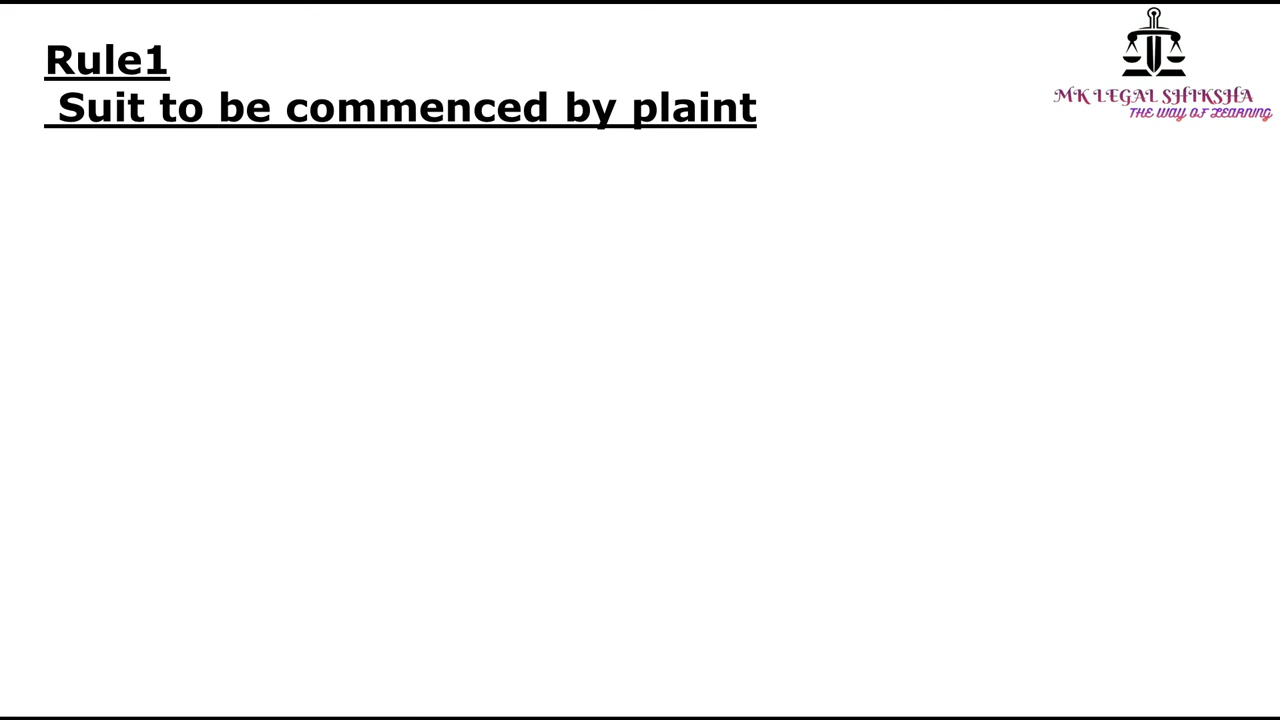 Rule1
Suit to be commenced by plaint
MK LEGAL SHIKSHA
THE WAY OF LEARNING